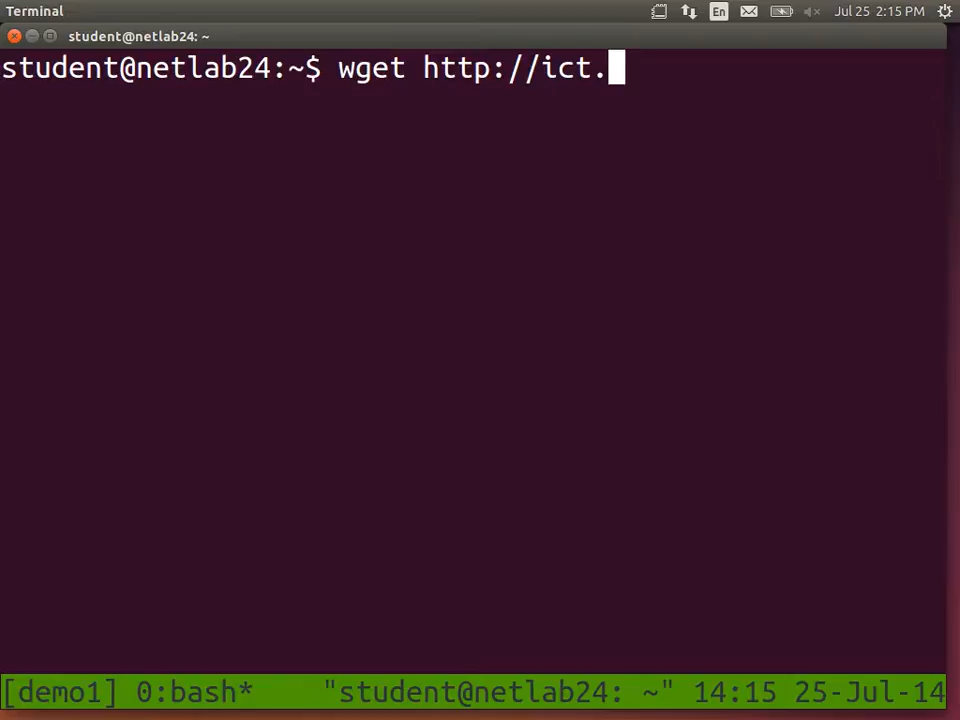 Terminal
En
Jul 25 2:15 PM
student@netlab24: ~
student@netlab24:~$ wget http://ict.
[demo1] 0:bash* "student@netlab24: ~" 14:15 25-Jul-14